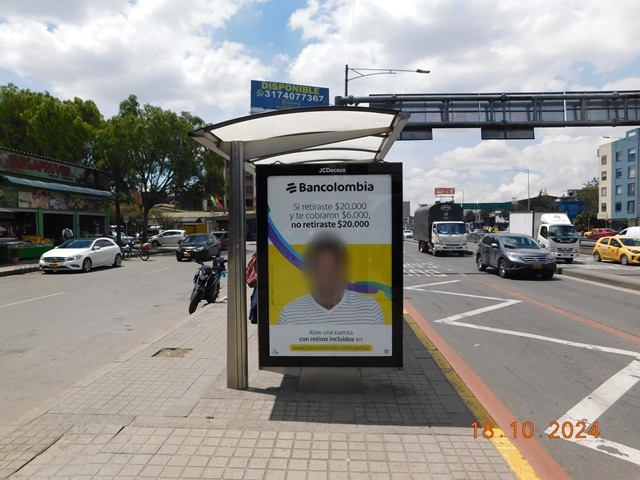 DISPONIBLE
3174077367
JCDecaux
Bancolombia
Si retiraste $20.000
y te cobraron $6.000,
no retiraste $20.000
Abre una cuenta
con retiros incluidos en
18.10.2024